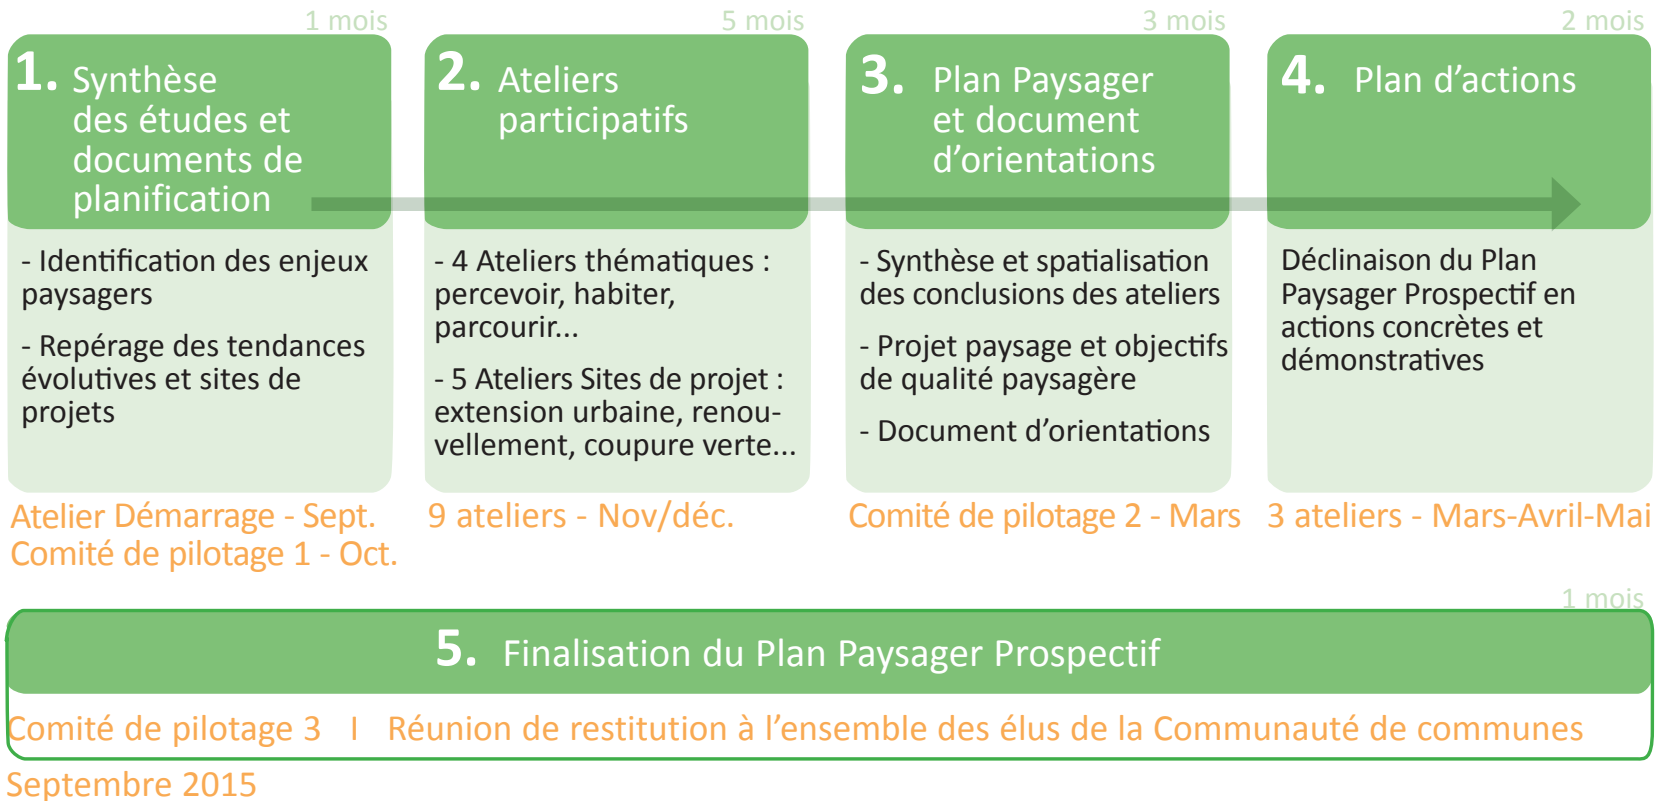 1 mois
1. Synthèse
des études et
documents de
planification
- Identification des enjeux
paysagers
- Repérage des tendances
évolutives et sites de
projets
Atelier Démarrage - Sept.
Comité de pilotage 1 - Oct.
5 mois
2. Ateliers
participatifs
- 4 Ateliers thématiques :
percevoir, habiter,
parcourir...
- 5 Ateliers Sites de projet :
extension urbaine, renou-
vellement, coupure verte...
9 ateliers - Nov/déc.
3 mois
3. Plan Paysager
et document
d'orientations
- Synthèse et spatialisation
des conclusions des ateliers
- Projet paysage et objectifs
de qualité paysagère
- Document d'orientations
Comité de pilotage 2 - Mars
2 mois
4. Plan d'actions
Déclinaison du Plan
Paysager Prospectif en
actions concrètes et
démonstratives
3 ateliers - Mars-Avril-Mai
1 mois
5. Finalisation du Plan Paysager Prospectif
Comité de pilotage 3 I Réunion de restitution à l'ensemble des élus de la Communauté de communes
Septembre 2015